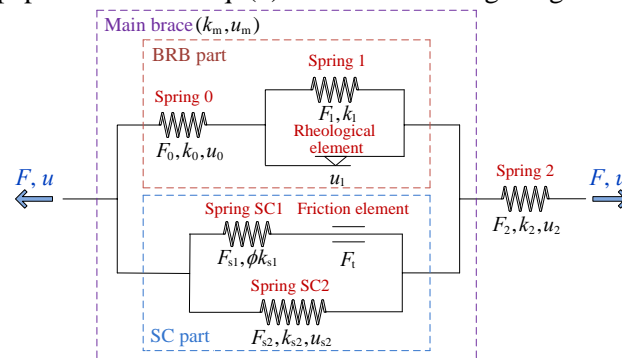 Main brace (kₘ,uₘ)
BRB part
Spring 1
Spring 0
F₁,k₁
Rheological
element
F₀,k₀,u₀
u₁
F, u
Spring 2
F, u
F₂,k₂,u₂
Spring SC1 Friction element
Fₛ₁,ϕkₛ₁
Fₜ
Spring SC2
SC part
Fₛ₂,kₛ₂,uₛ₂